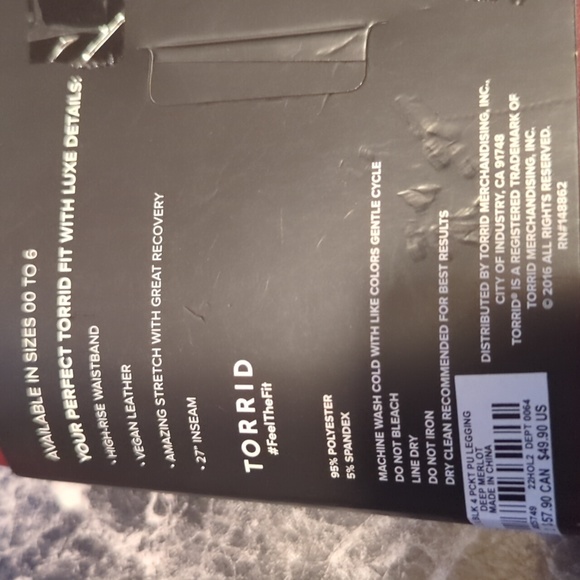 AVAILABLE IN SIZES 00 TO 6
YOUR PERFECT TORRID FIT WITH LUXE DETAILS:
• HIGH-RISE WAISTBAND
• VEGAN LEATHER
• AMAZING STRETCH WITH GREAT RECOVERY
• 27" INSEAM
TORRID
#FeelTheFit
95% POLYESTER
5% SPANDEX
MACHINE WASH COLD WITH LIKE COLORS GENTLE CYCLE
DO NOT BLEACH
LINE DRY
DO NOT IRON
DRY CLEAN RECOMMENDED FOR BEST RESULTS
DISTRIBUTED BY TORRID MERCHANDISING, INC.,
CITY OF INDUSTRY, CA 91748
TORRID® IS A REGISTERED TRADEMARK OF
TORRID MERCHANDISING, INC.
© 2016 ALL RIGHTS RESERVED.
RN#148862
BLK 4 PCKT PU LEGGING
DEEP MERLOT
MADE IN CHINA
22HOL2 DEPT 0064
$57.90 CAN $49.90 US